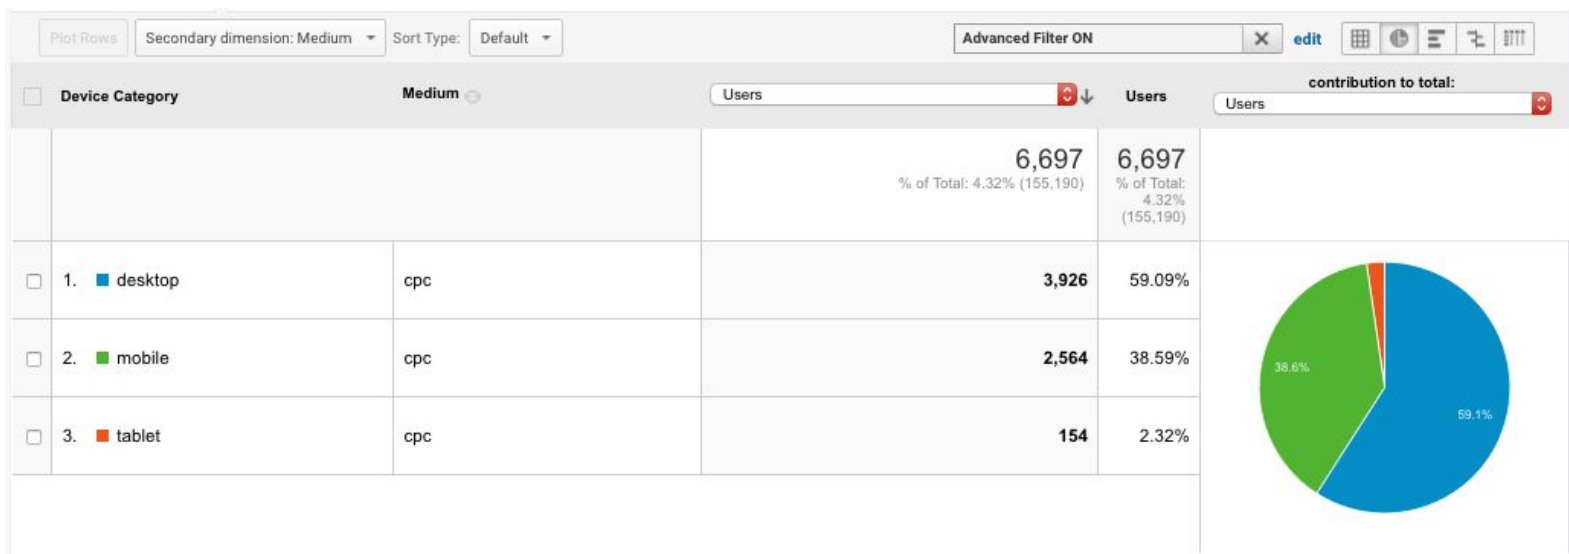 Plot Rows Secondary dimension: Medium Sort Type: Default Advanced Filter ON edit
contribution to total:
Device Category Medium Users Users Users
6,697 6,697
% of Total: 4.32% (155,190) % of Total:
4.32%
(155,190)
1. desktop cpc 3,926 59.09%
2. mobile cpc 2,564 38.59%
38.6%
59.1%
3. tablet cpc 154 2.32%